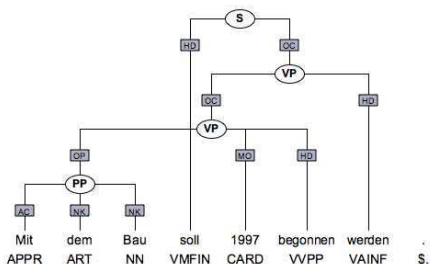 S
HD OC
VP
OC HD
VP
OP MO HD
PP
AC NK NK
Mit dem Bau soll 1997 begonnen werden .
APPR ART NN VMFIN CARD VVPP VAINF $.